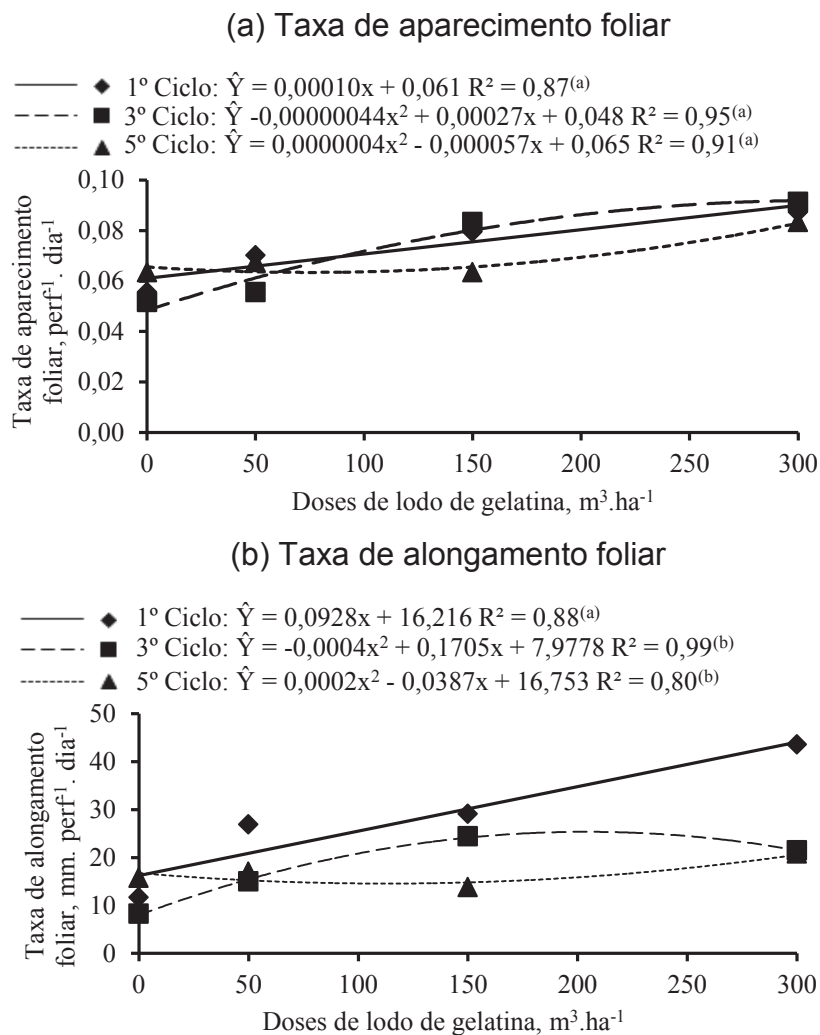 (a) Taxa de aparecimento foliar
1º Ciclo: Ŷ = 0,00010x + 0,061 R² = 0,87⁽ᵃ⁾
3º Ciclo: Ŷ -0,00000044x² + 0,00027x + 0,048 R² = 0,95⁽ᵃ⁾
5º Ciclo: Ŷ = 0,0000004x² - 0,000057x + 0,065 R² = 0,91⁽ᵃ⁾
Taxa de aparecimento
foliar, perf⁻¹. dia⁻¹
0,10
0,08
0,06
0,04
0,02
0,00
0 50 100 150 200 250 300
Doses de lodo de gelatina, m³.ha⁻¹
(b) Taxa de alongamento foliar
1º Ciclo: Ŷ = 0,0928x + 16,216 R² = 0,88⁽ᵃ⁾
3º Ciclo: Ŷ = -0,0004x² + 0,1705x + 7,9778 R² = 0,99⁽ᵇ⁾
5º Ciclo: Ŷ = 0,0002x² - 0,0387x + 16,753 R² = 0,80⁽ᵇ⁾
Taxa de alongamento
foliar, mm. perf¹. dia⁻¹
50
40
30
20
10
0
0 50 100 150 200 250 300
Doses de lodo de gelatina, m³.ha⁻¹